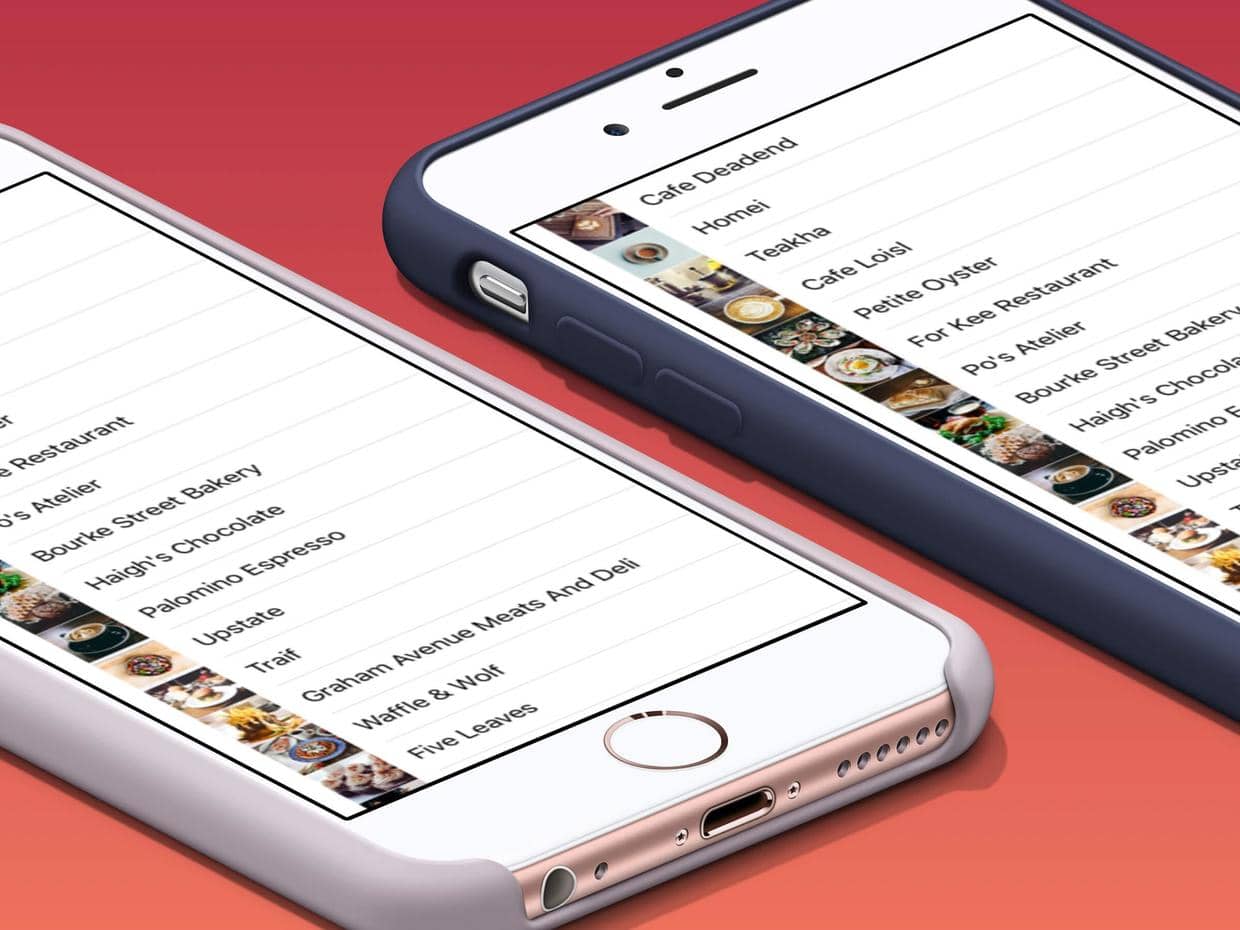 er
e Restaurant
o's Atelier
Bourke Street Bakery
Haigh's Chocolate
Palomino Espresso
Upstate
Traif
Graham Avenue Meats And Deli
Waffle & Wolf
Five Leaves
Cafe Deadend
Homei
Teakha
Cafe Loisl
Petite Oyster
For Kee Restaurant
Po's Atelier
Bourke Street Bakery
Haigh's Chocola
Palomino E
Upsta